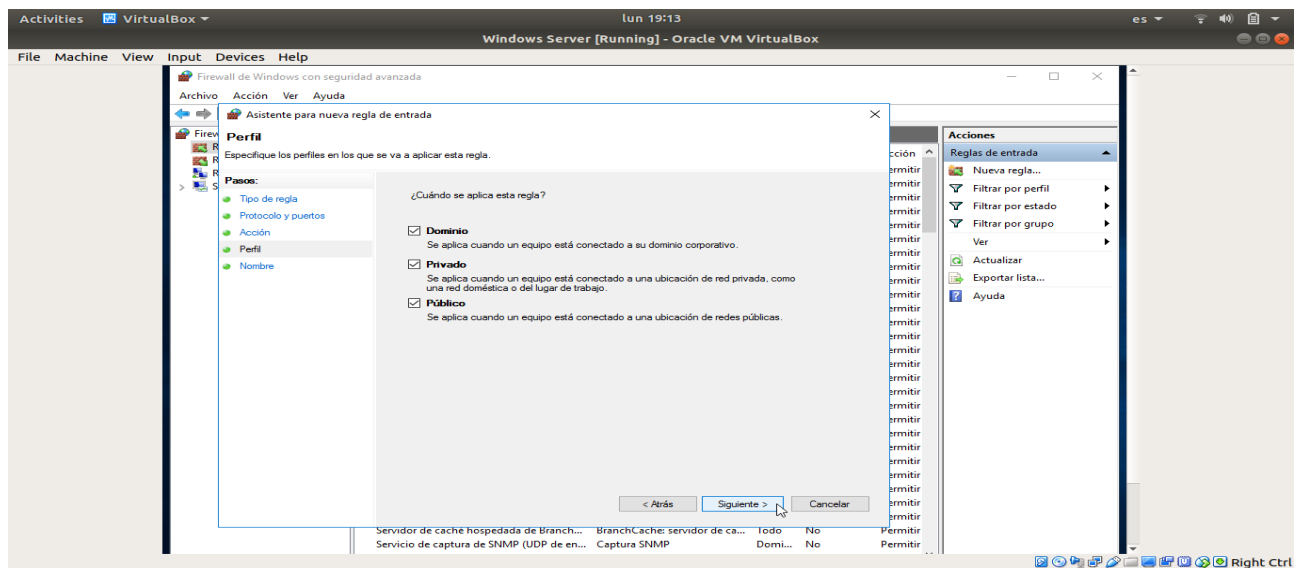 Activities VirtualBox lun 19:13 es
Windows Server [Running] - Oracle VM VirtualBox
File Machine View Input Devices Help
Firewall de Windows con seguridad avanzada
Archivo Acción Ver Ayuda
Asistente para nueva regla de entrada
Perfil
Especifique los perfiles en los que se va a aplicar esta regla.
Pasos:
Tipo de regla
Protocolo y puertos
Acción
Perfil
Nombre
¿Cuándo se aplica esta regla?
Dominio
Se aplica cuando un equipo está conectado a su dominio corporativo.
Privado
Se aplica cuando un equipo está conectado a una ubicación de red privada, como
una red doméstica o del lugar de trabajo.
Público
Se aplica cuando un equipo está conectado a una ubicación de redes públicas.
< Atrás Siguiente > Cancelar
Servidor de caché hospedada de Branch... BranchCache: servidor de ca... Todo No Permitir
Servicio de captura de SNMP (UDP de en... Captura SNMP Domi... No Permitir
Acciones
Reglas de entrada
Nueva regla...
Filtrar por perfil
Filtrar por estado
Filtrar por grupo
Ver
Actualizar
Exportar lista...
Ayuda
Right Ctrl